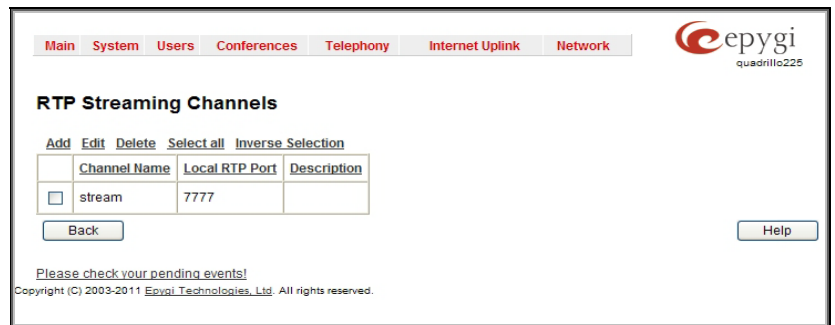 Main System Users Conferences Telephony Internet Uplink Network
epygi
quadrillo225
RTP Streaming Channels
Add Edit Delete Select all Inverse Selection
Channel Name Local RTP Port Description
stream 7777
Back Help
Please check your pending events!
Copyright (C) 2003-2011 Epygi Technologies, Ltd. All rights reserved.